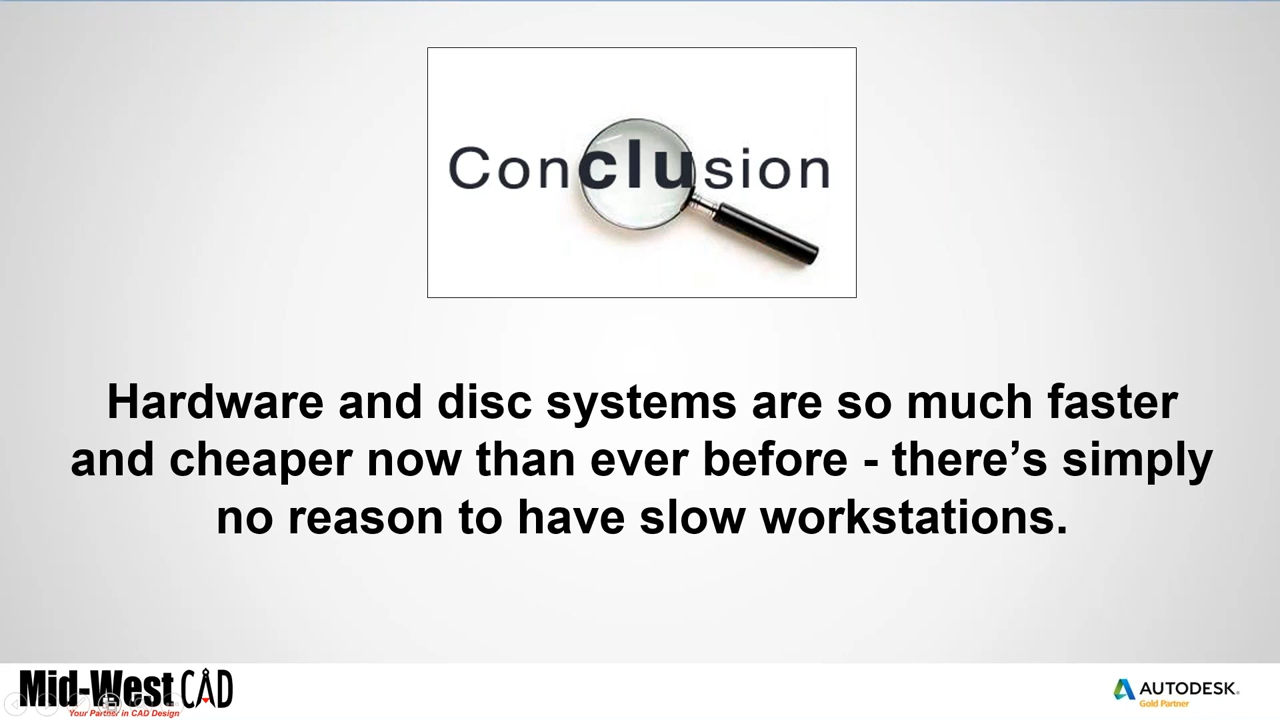 Conclusion
Hardware and disc systems are so much faster
and cheaper now than ever before - there’s simply
no reason to have slow workstations.
Mid-West CAD
Your Partner in CAD Design
AUTODESK®
Gold Partner